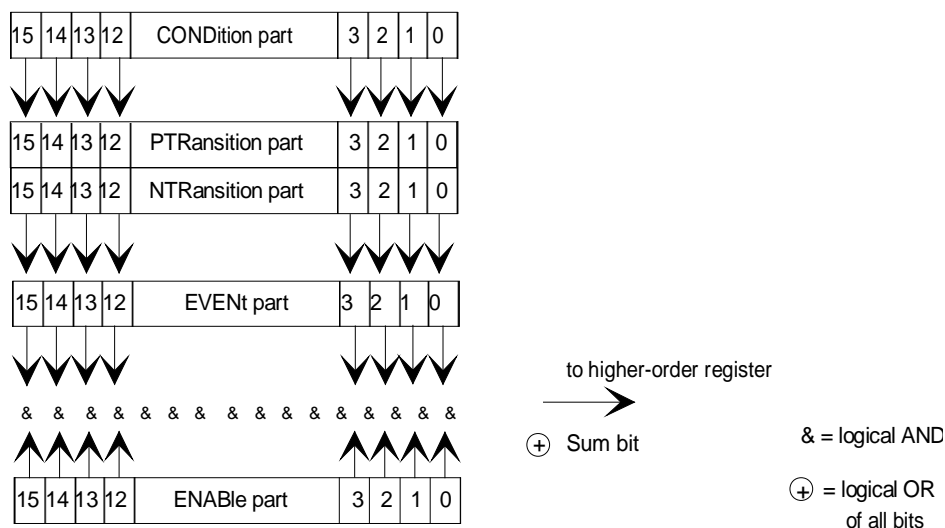 15 14 13 12 CONDition part 3 2 1 0
15 14 13 12 PTRansition part 3 2 1 0
15 14 13 12 NTRansition part 3 2 1 0
15 14 13 12 EVENt part 3 2 1 0
to higher-order register
& & & & & & & & & & & & & & & &
+ Sum bit
& = logical AND
15 14 13 12 ENABle part 3 2 1 0
+ = logical OR
of all bits